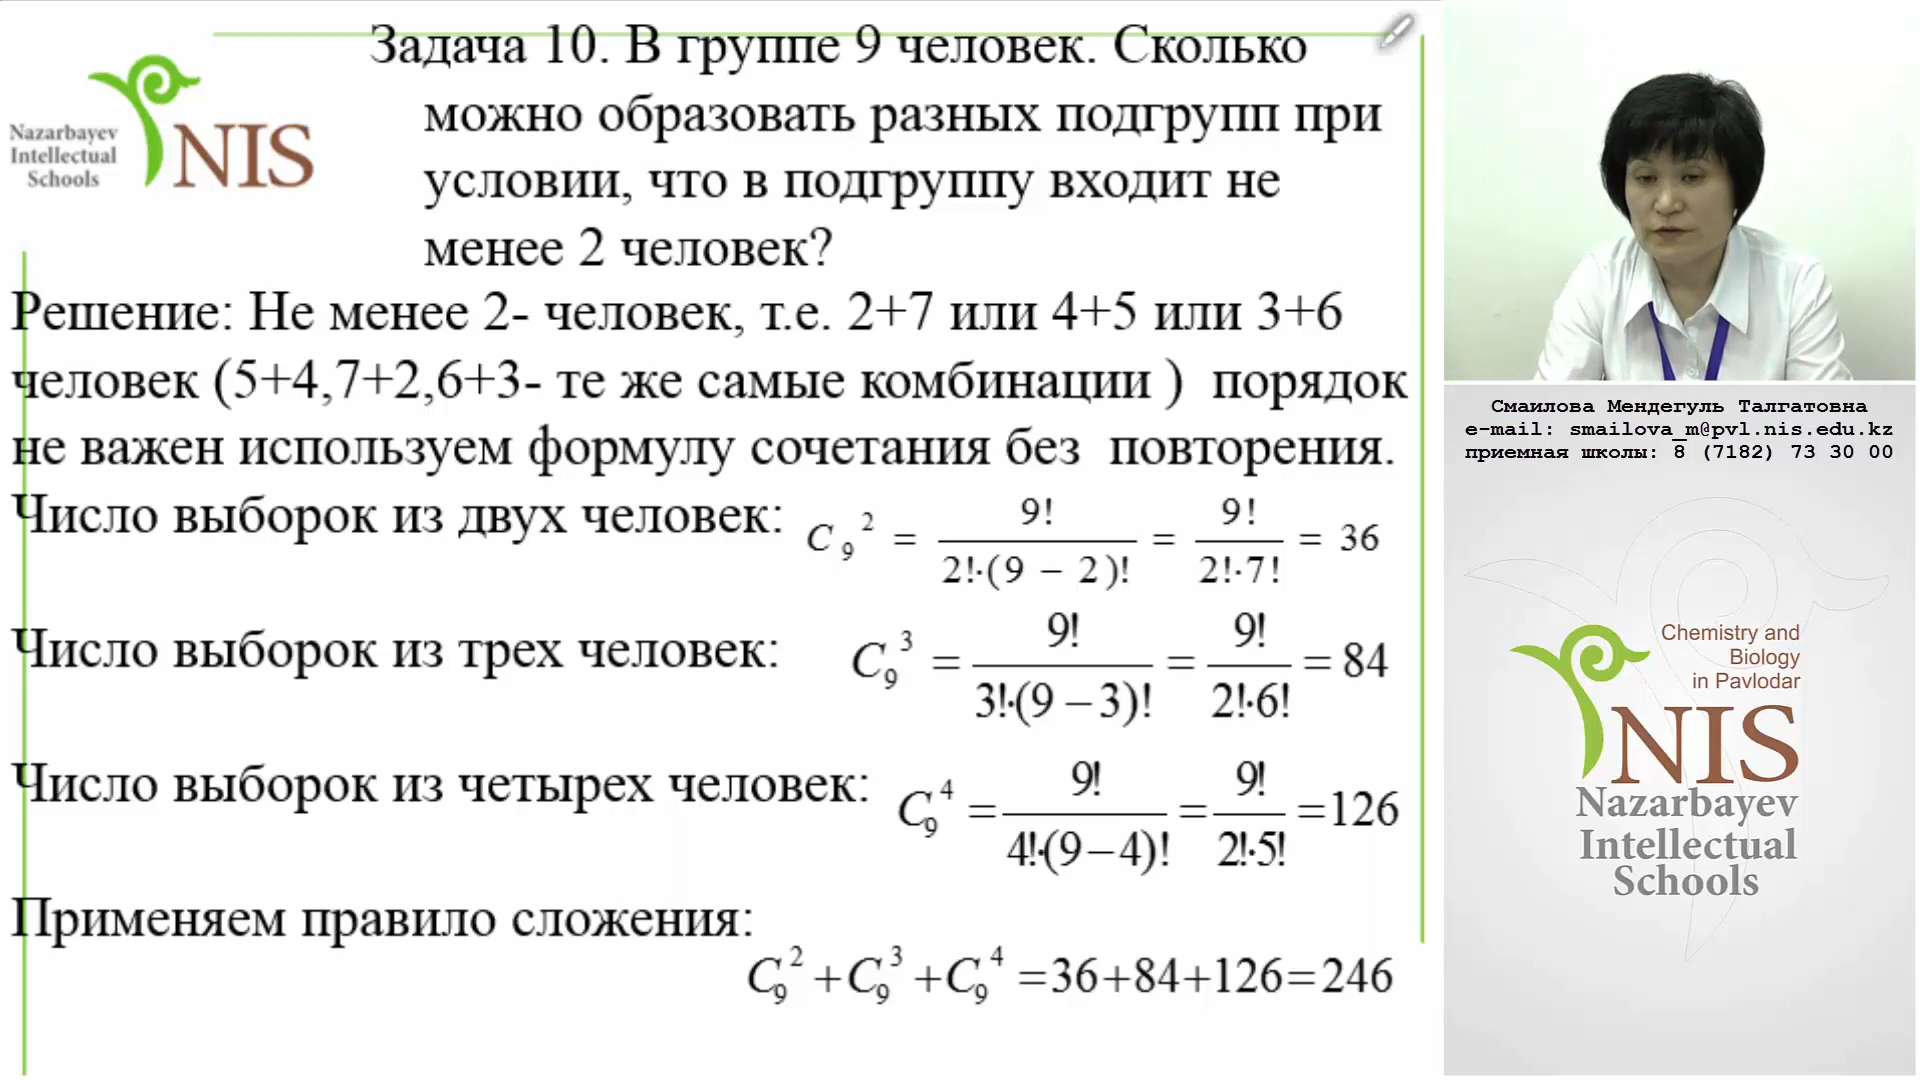 Задача 10. В группе 9 человек. Сколько
можно образовать разных подгрупп при
условии, что в подгруппу входит не
менее 2 человек?
Nazarbayev
Intellectual
Schools
NIS
Решение: Не менее 2- человек, т.е. 2+7 или 4+5 или 3+6
человек (5+4,7+2,6+3- те же самые комбинации ) порядок
не важен используем формулу сочетания без повторения.
Число выборок из двух человек: C₉² = 9! / 2!·(9 − 2)! = 9! / 2!·7! = 36
Число выборок из трех человек: C₉³ = 9! / 3!·(9 − 3)! = 9! / 2!·6! = 84
Число выборок из четырех человек: C₉⁴ = 9! / 4!·(9 − 4)! = 9! / 2!·5! = 126
Применяем правило сложения:
C₉² + C₉³ + C₉⁴ = 36+84+126=246
Смаилова Мендегуль Талгатовна
e-mail: smailova_m@pvl.nis.edu.kz
приемная школы: 8 (7182) 73 30 00
Chemistry and
Biology
in Pavlodar
NIS
Nazarbayev
Intellectual
Schools